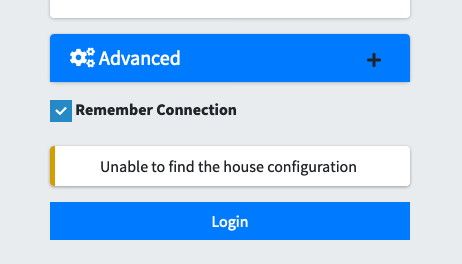 Advanced
Remember Connection
Unable to find the house configuration
Login